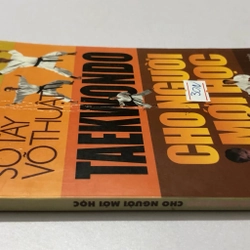 SỔ TAY
VÕ THUẬT
TAEKWONDO
CHO NGƯỜI
MỚI HỌC
CHO NGƯỜI MỚI HỌC